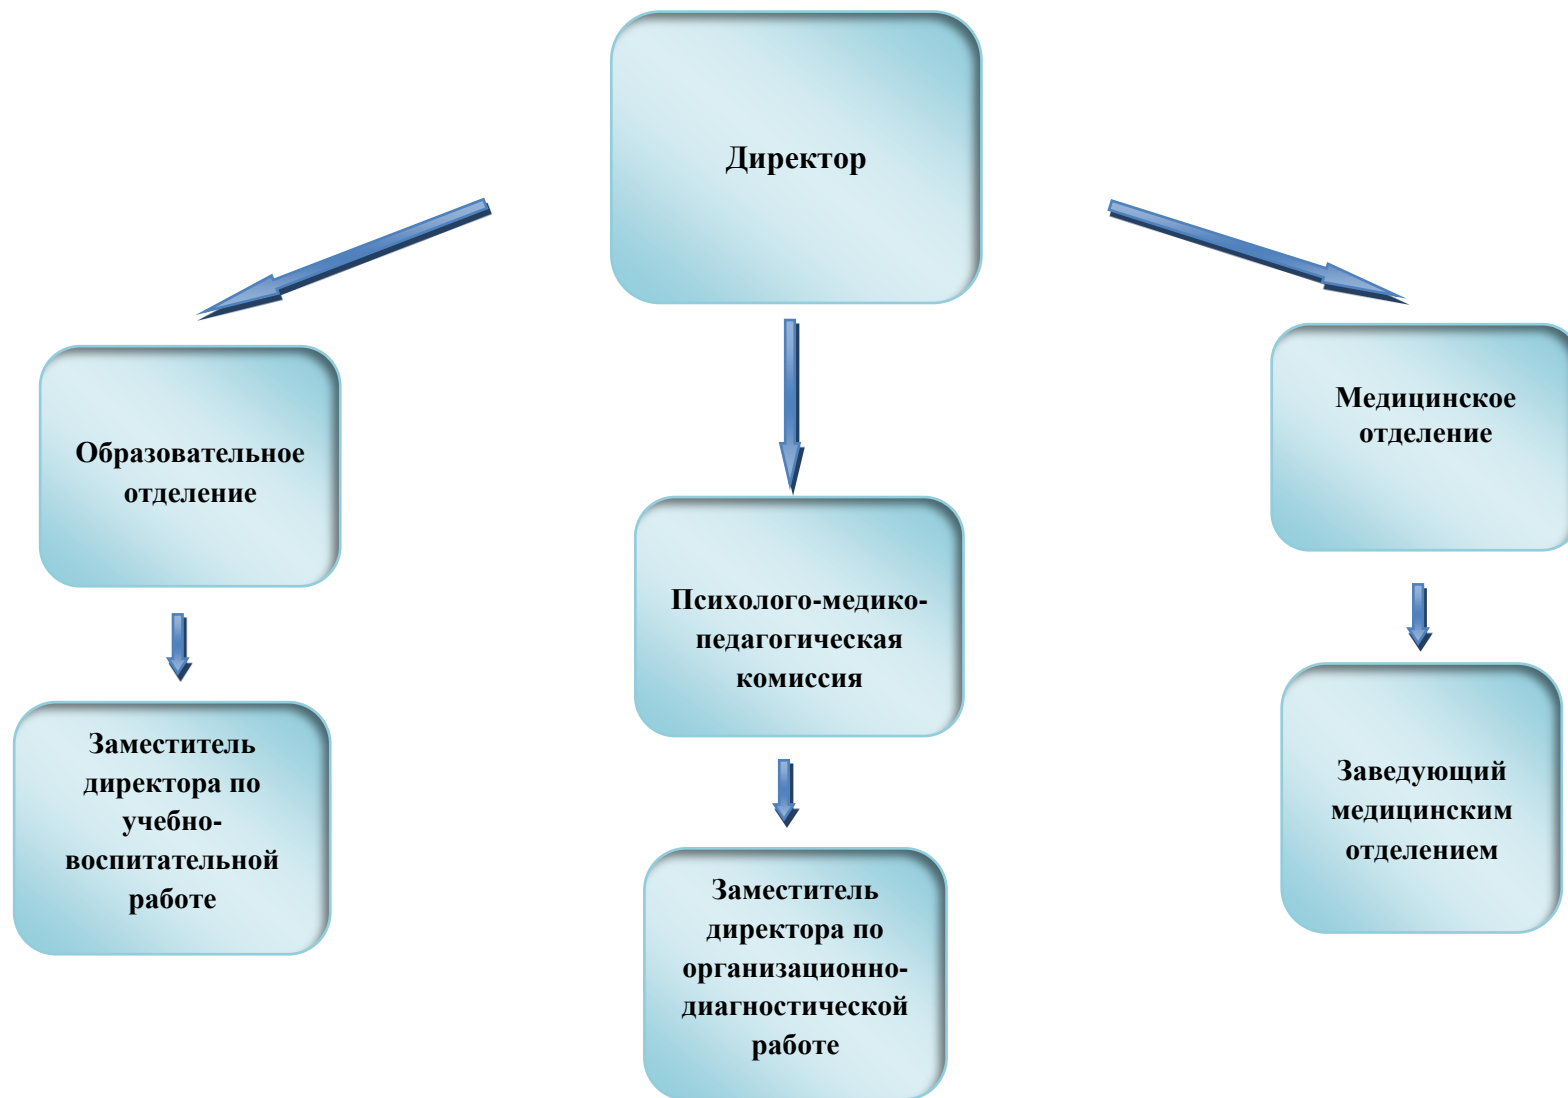 Директор
Образовательное
отделение
Психолого-медико-
педагогическая
комиссия
Медицинское
отделение
Заместитель
директора по
учебно-
воспитательной
работе
Заместитель
директора по
организационно-
диагностической
работе
Заведующий
медицинским
отделением